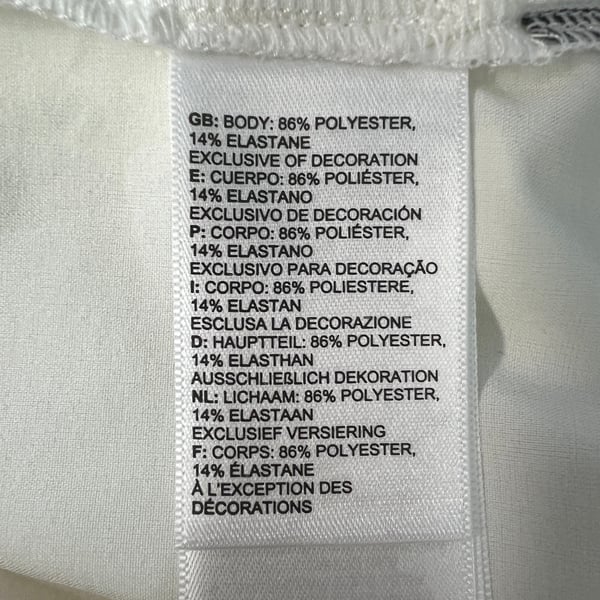 GB: BODY: 86% POLYESTER,
14% ELASTANE
EXCLUSIVE OF DECORATION
E: CUERPO: 86% POLIÉSTER,
14% ELASTANO
EXCLUSIVO DE DECORACIÓN
P: CORPO: 86% POLIÉSTER,
14% ELASTANO
EXCLUSIVO PARA DECORAÇÃO
I: CORPO: 86% POLIESTERE,
14% ELASTAN
ESCLUSA LA DECORAZIONE
D: HAUPTTEIL: 86% POLYESTER,
14% ELASTHAN
AUSSCHLIEßLICH DEKORATION
NL: LICHAAM: 86% POLYESTER,
14% ELASTAAN
EXCLUSIEF VERSIERING
F: CORPS: 86% POLYESTER,
14% ÉLASTANE
À L'EXCEPTION DES
DÉCORATIONS